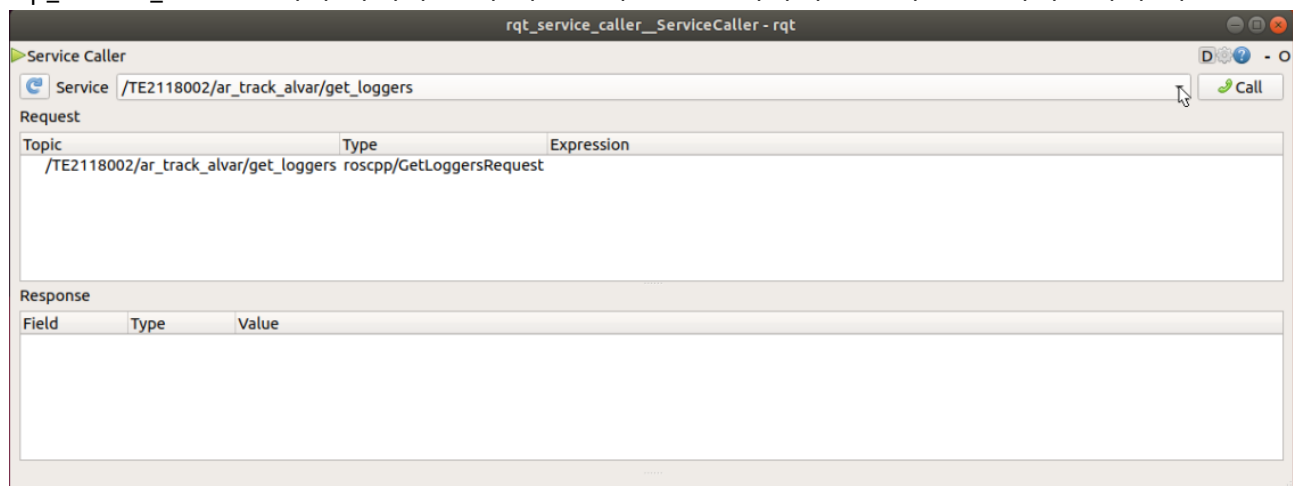 rqt_service_caller__ServiceCaller - rqt
Service Caller D - O
Service /TE2118002/ar_track_alvar/get_loggers Call
Request
Topic Type Expression
/TE2118002/ar_track_alvar/get_loggers roscpp/GetLoggersRequest
Response
Field Type Value